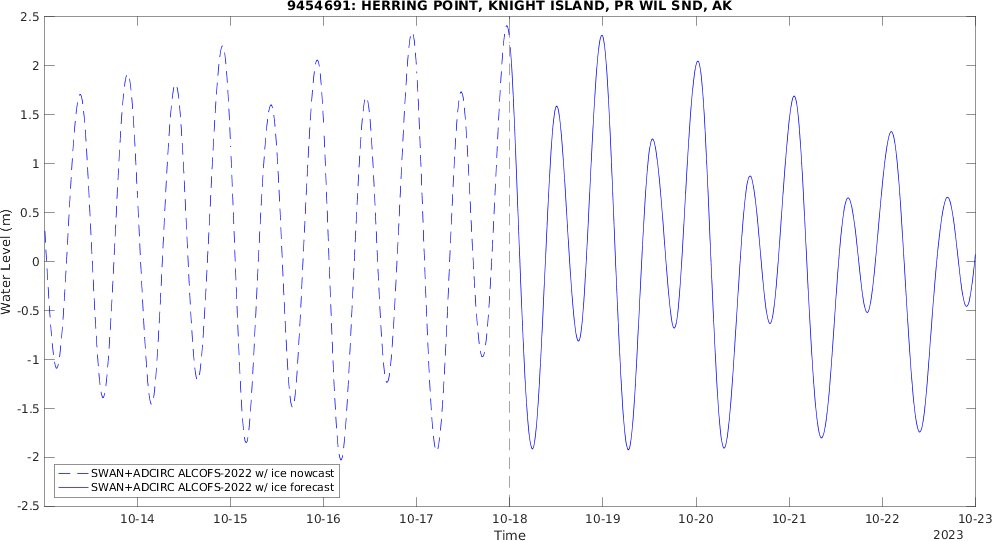 9454691: HERRING POINT, KNIGHT ISLAND, PR WIL SND, AK
2.5
2
1.5
1
0.5
0
-0.5
-1
-1.5
-2
-2.5
Water Level (m)
SWAN+ADCIRC ALCOFS-2022 w/ ice nowcast
SWAN+ADCIRC ALCOFS-2022 w/ ice forecast
10-14 10-15 10-16 10-17 10-18 10-19 10-20 10-21 10-22 10-23
Time
2023